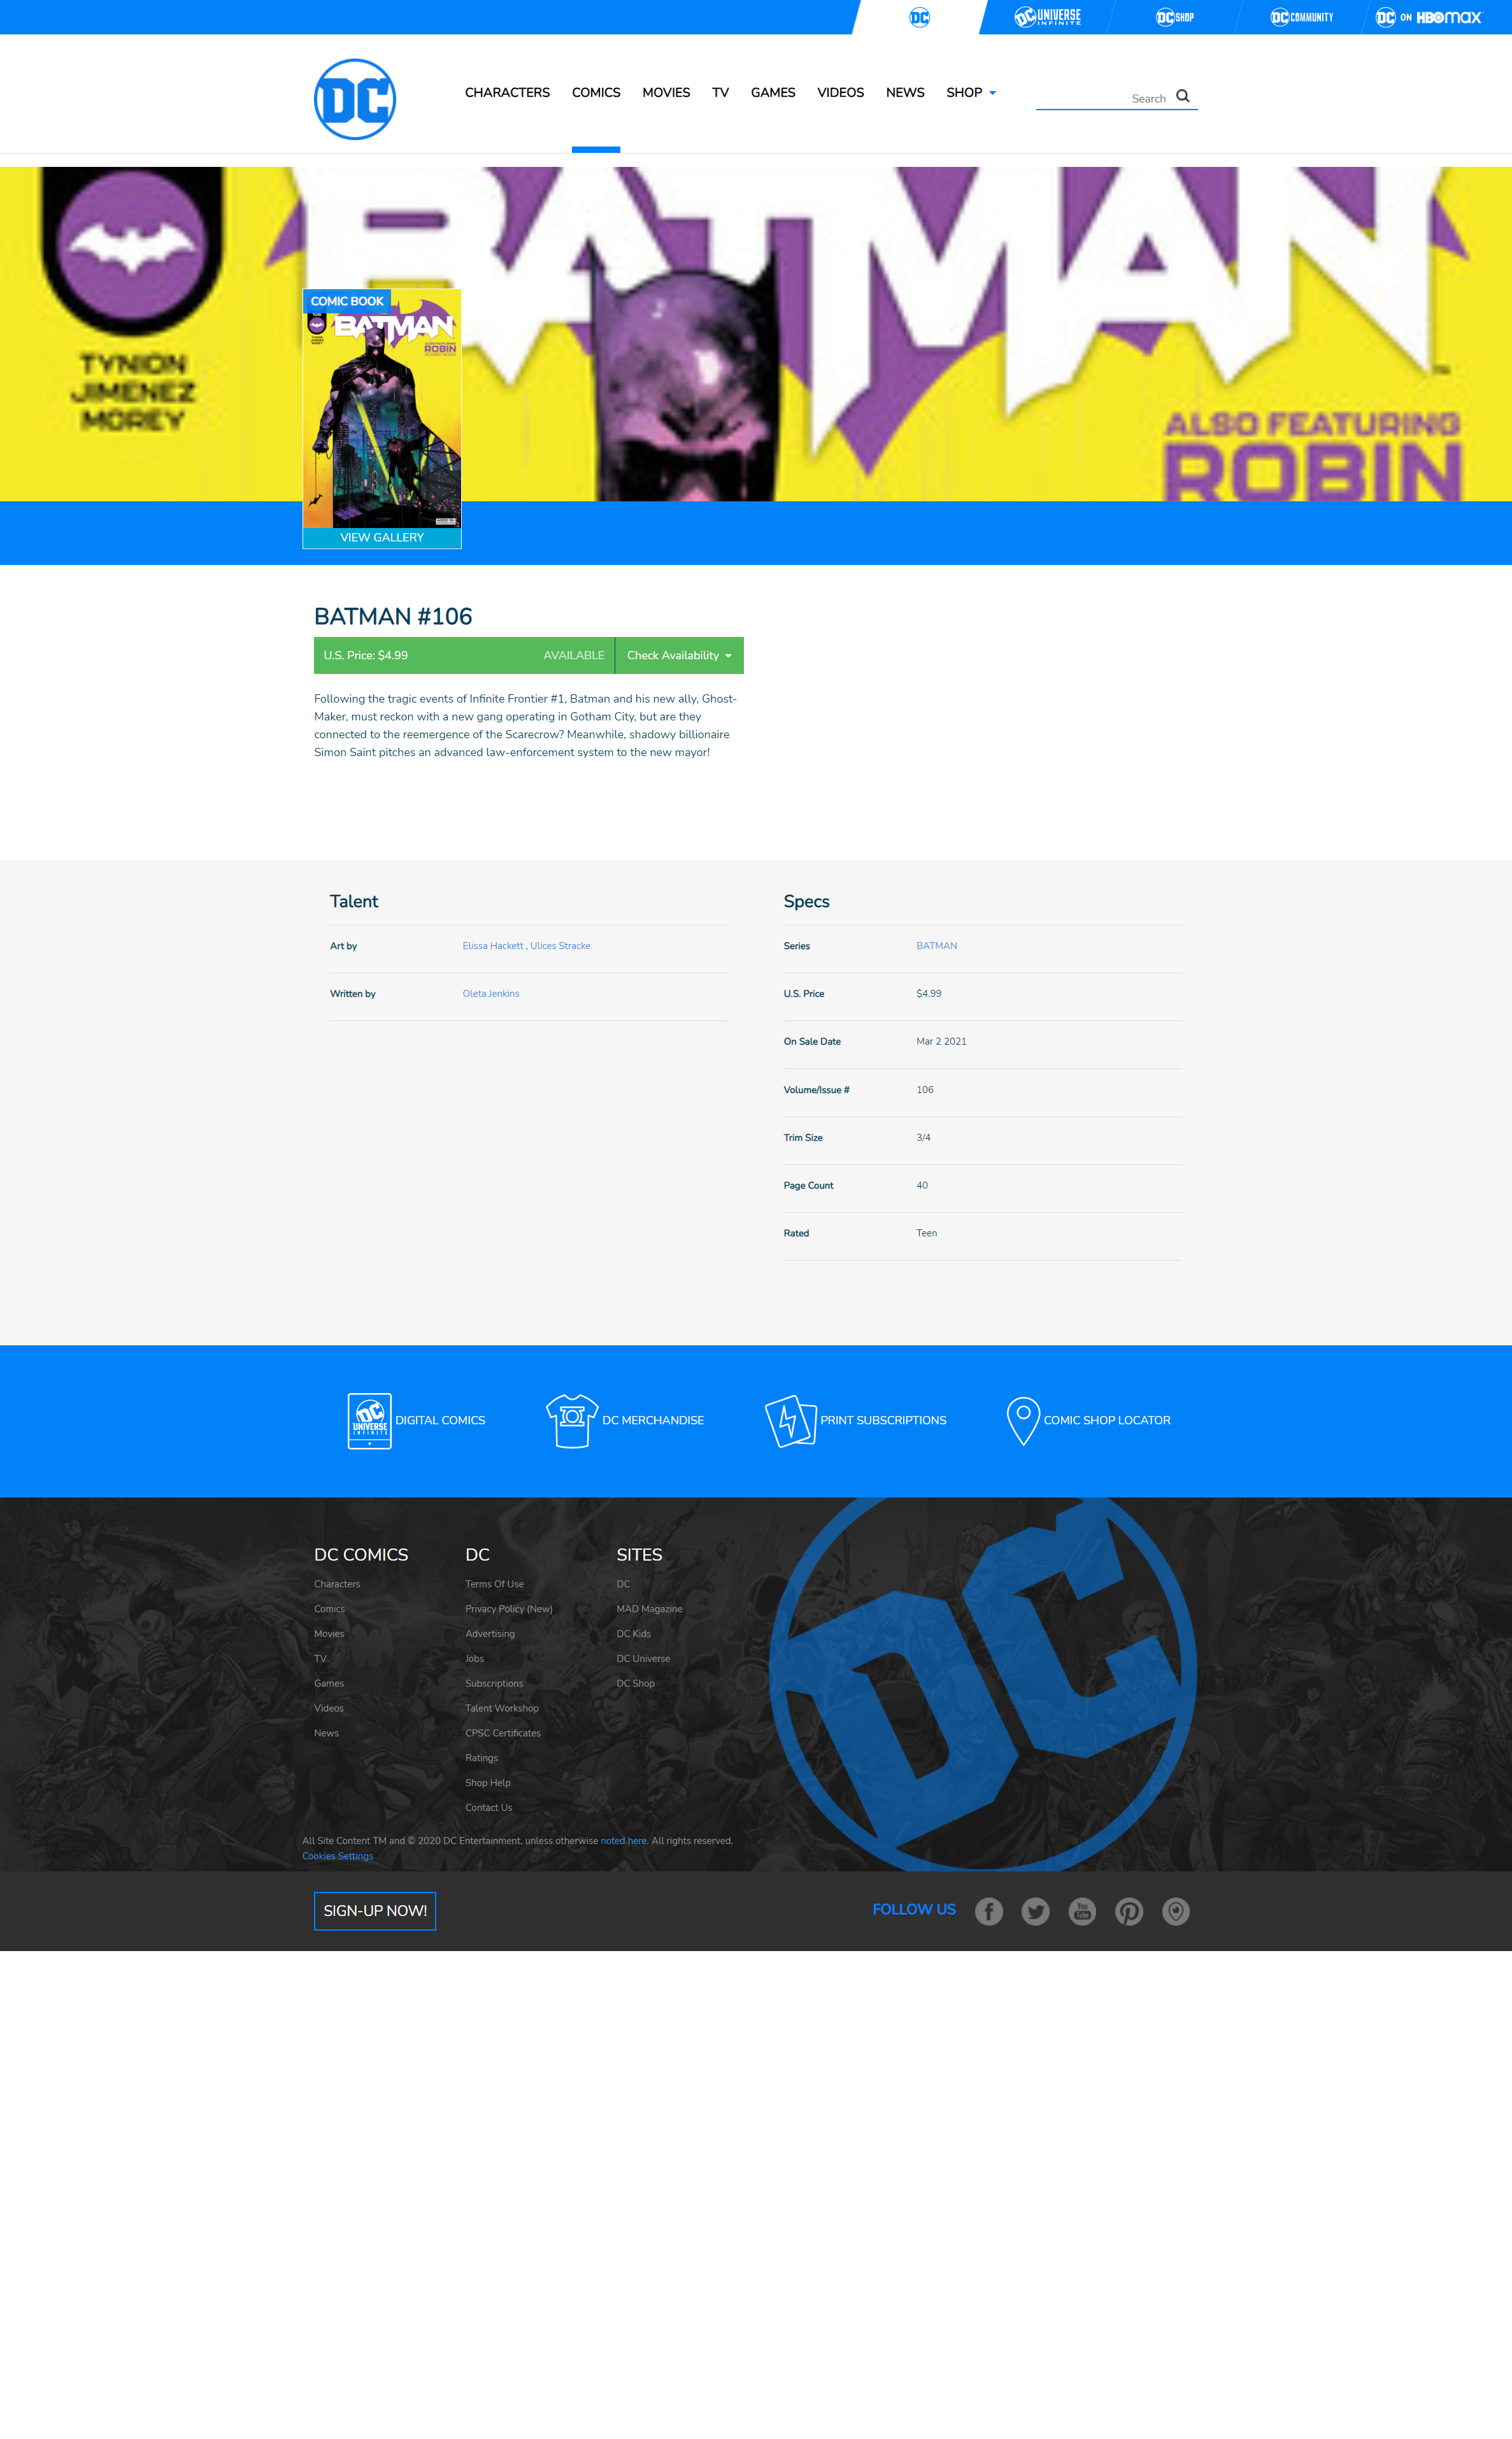 DC
DC UNIVERSE INFINITE
DC SHOP
DC COMMUNITY
DC ON HBOMAX
DC
CHARACTERS
COMICS
MOVIES
TV
GAMES
VIDEOS
NEWS
SHOP
Search
BATMAN
TM
TYNION
JIMENEZ
MOREY
ALSO FEATURING
ROBIN
COMIC BOOK
BATMAN
ROBIN
VIEW GALLERY
BATMAN #106
U.S. Price: $4.99
AVAILABLE
Check Availability
Following the tragic events of Infinite Frontier #1, Batman and his new ally, Ghost-
Maker, must reckon with a new gang operating in Gotham City, but are they
connected to the reemergence of the Scarecrow? Meanwhile, shadowy billionaire
Simon Saint pitches an advanced law-enforcement system to the new mayor!
Talent
Art by
Elissa Hackett , Ulices Stracke
Written by
Oleta Jenkins
Specs
Series
BATMAN
U.S. Price
$4.99
On Sale Date
Mar 2 2021
Volume/Issue #
106
Trim Size
3/4
Page Count
40
Rated
Teen
DC UNIVERSE INFINITE
DIGITAL COMICS
DC MERCHANDISE
PRINT SUBSCRIPTIONS
COMIC SHOP LOCATOR
DC COMICS
Characters
Comics
Movies
TV
Games
Videos
News
DC
Terms Of Use
Privacy Policy (New)
Advertising
Jobs
Subscriptions
Talent Workshop
CPSC Certificates
Ratings
Shop Help
Contact Us
SITES
DC
MAD Magazine
DC Kids
DC Universe
DC Shop
DC
All Site Content TM and © 2020 DC Entertainment, unless otherwise noted here. All rights reserved.
Cookies Settings
SIGN-UP NOW!
FOLLOW US
You Tube